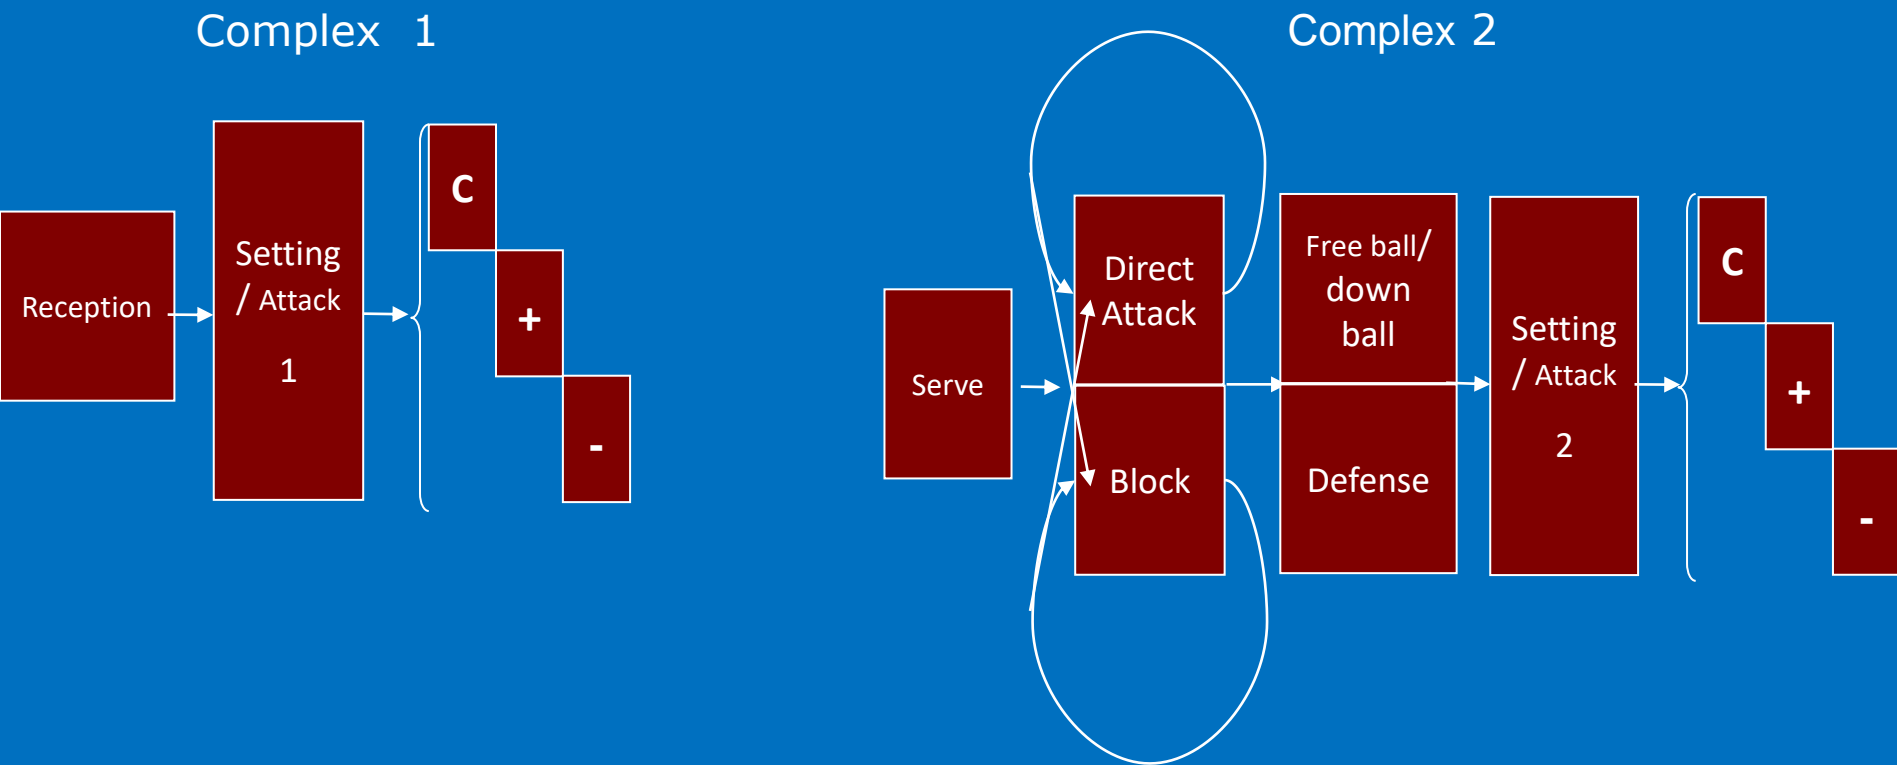 Complex 1
Reception
Setting
/ Attack
1
C
+
-
Complex 2
Serve
Direct
Attack
Block
Free ball/
down
ball
Defense
Setting
/ Attack
2
C
+
-